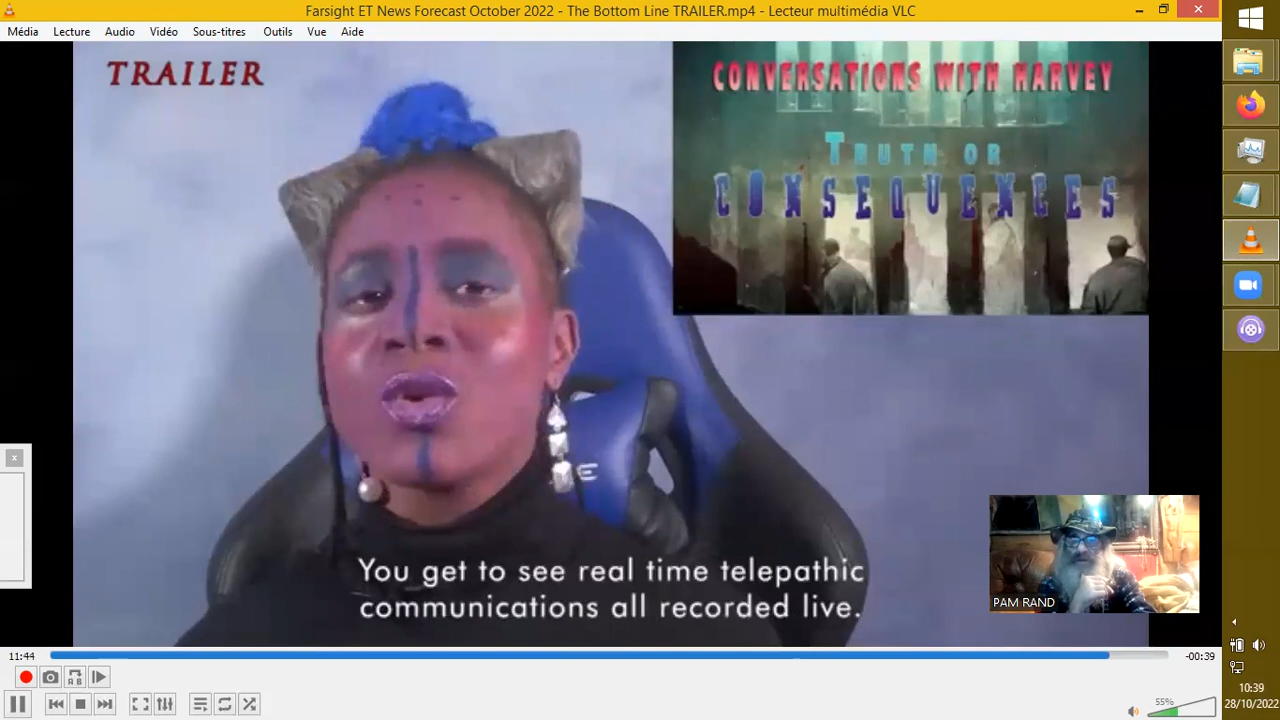 Farsight ET News Forecast October 2022 - The Bottom Line TRAILER.mp4 - Lecteur multimédia VLC
Média Lecture Audio Vidéo Sous-titres Outils Vue Aide
TRAILER
CONVERSATIONS WITH HARVEY
TRUTH OR
CONSEQUENCES
E
You get to see real time telepathic
communications all recorded live.
PAM RAND
11:44
-00:39
A B
55%
10:39
28/10/2022